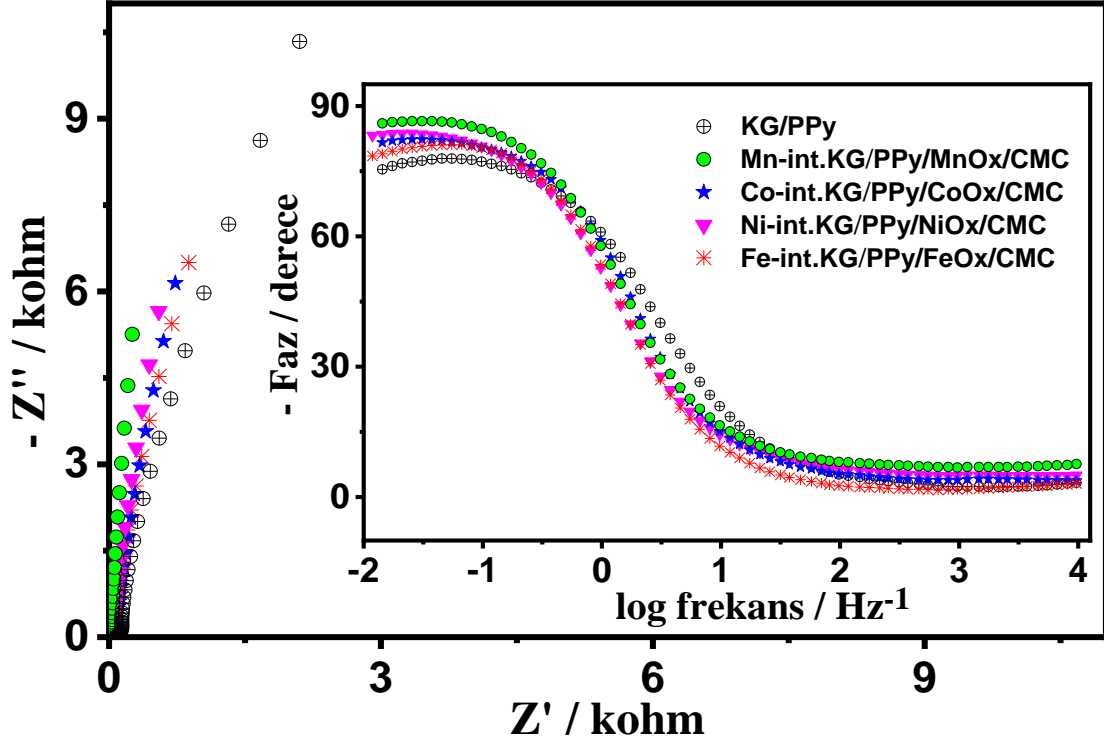 - Z'' / kohm
9
6
3
0
0
3
6
9
Z' / kohm
- Faz / derece
90
60
30
0
-2
-1
0
1
2
3
4
log frekans / Hz-1
KG/PPy
Mn-int.KG/PPy/MnOx/CMC
Co-int.KG/PPy/CoOx/CMC
Ni-int.KG/PPy/NiOx/CMC
Fe-int.KG/PPy/FeOx/CMC